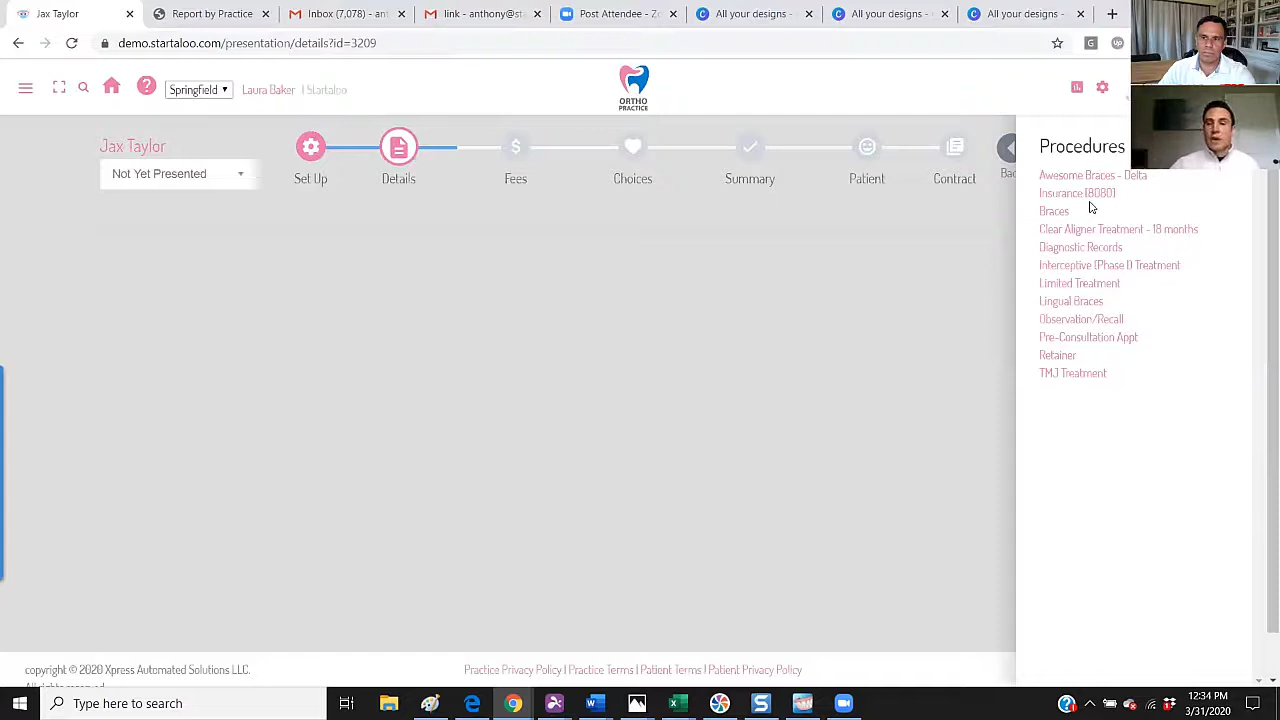 Jax Taylor
Report by Practice
Inbox (7,078) - ant
link - anthony@st
Post Attendee - Zo
All your designs -
All your designs -
All your designs -
demo.startaloo.com/presentation/details?id=3209
Springfield
Laura Baker | Startaloo
ORTHO
PRACTICE
Jax Taylor
Not Yet Presented
Set Up
Details
Fees
Choices
Summary
Patient
Contract
Procedures
Awesome Braces - Delta
Insurance [8080]
Braces
Clear Aligner Treatment - 18 months
Diagnostic Records
Interceptive [Phase I] Treatment
Limited Treatment
Lingual Braces
Observation/Recall
Pre-Consultation Appt
Retainer
TMJ Treatment
copyright © 2020 Xpress Automated Solutions LLC.
Practice Privacy Policy | Practice Terms | Patient Terms | Patient Privacy Policy
Type here to search
12:34 PM
3/31/2020